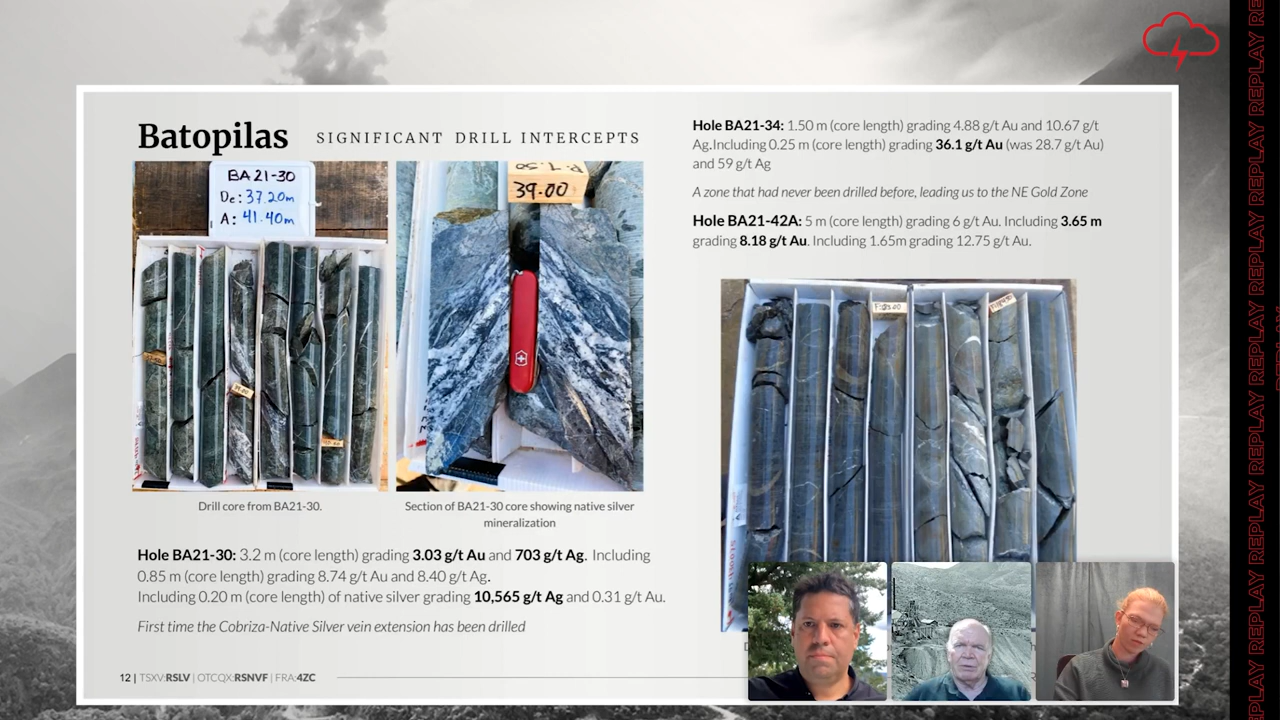 Batopilas SIGNIFICANT DRILL INTERCEPTS
BA21-30
De: 37.20m
A: 41.40m
39.00
Drill core from BA21-30.
Section of BA21-30 core showing native silver
mineralization
Hole BA21-30: 3.2 m (core length) grading 3.03 g/t Au and 703 g/t Ag. Including
0.85 m (core length) grading 8.74 g/t Au and 8.40 g/t Ag.
Including 0.20 m (core length) of native silver grading 10,565 g/t Ag and 0.31 g/t Au.
First time the Cobriza-Native Silver vein extension has been drilled
12 | TSXV:RSLV | OTCQX:RSNVF | FRA:4ZC
Hole BA21-34: 1.50 m (core length) grading 4.88 g/t Au and 10.67 g/t
Ag.Including 0.25 m (core length) grading 36.1 g/t Au (was 28.7 g/t Au)
and 59 g/t Ag
A zone that had never been drilled before, leading us to the NE Gold Zone
Hole BA21-42A: 5 m (core length) grading 6 g/t Au. Including 3.65 m
grading 8.18 g/t Au. Including 1.65m grading 12.75 g/t Au.
REPLAY REPLAY REPLAY REPLAY REPLAY REPLAY REPLAY REPLAY